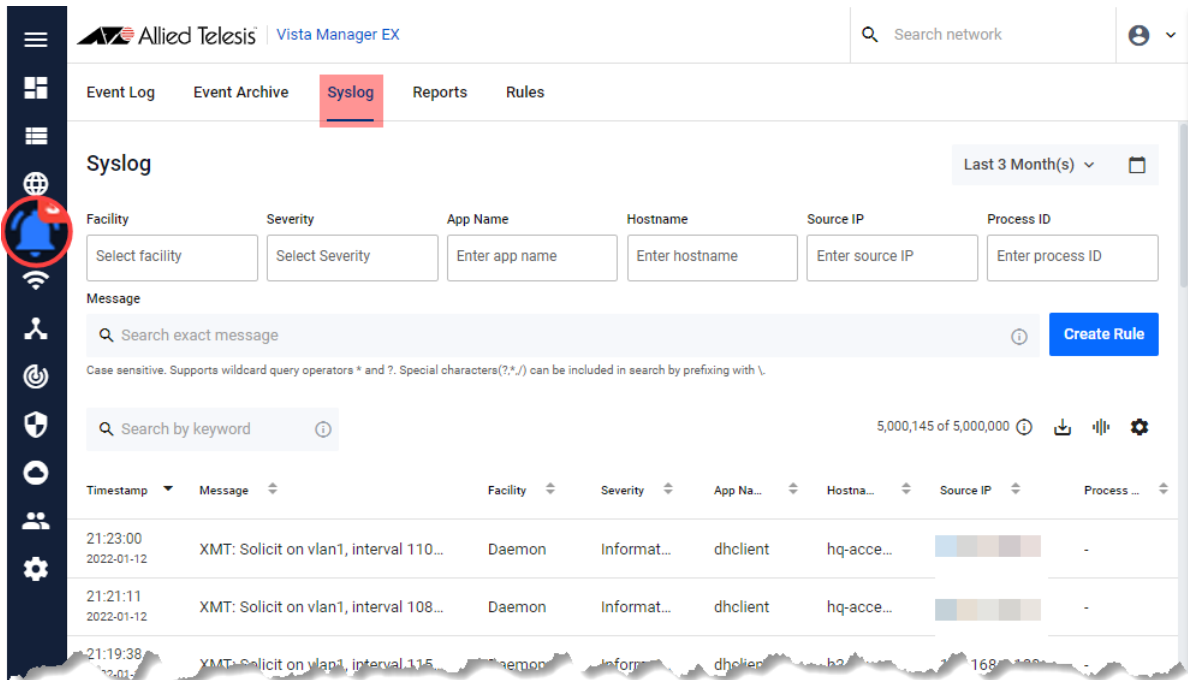 Allied Telesis Vista Manager EX Search network
Event Log Event Archive Syslog Reports Rules
Syslog Last 3 Month(s)
Facility Severity App Name Hostname Source IP Process ID
Select facility Select Severity Enter app name Enter hostname Enter source IP Enter process ID
Message
Search exact message Create Rule
Case sensitive. Supports wildcard query operators * and ?. Special characters(?,*,/) can be included in search by prefixing with \.
Search by keyword 5,000,145 of 5,000,000
Timestamp Message Facility Severity App Na... Hostna... Source IP Process ...
21:23:00
2022-01-12 XMT: Solicit on vlan1, interval 110... Daemon Informat... dhclient hq-acce... -
21:21:11
2022-01-12 XMT: Solicit on vlan1, interval 108... Daemon Informat... dhclient hq-acce... -
21:19:38
XMT: Solicit on vlan1, interval 115 -